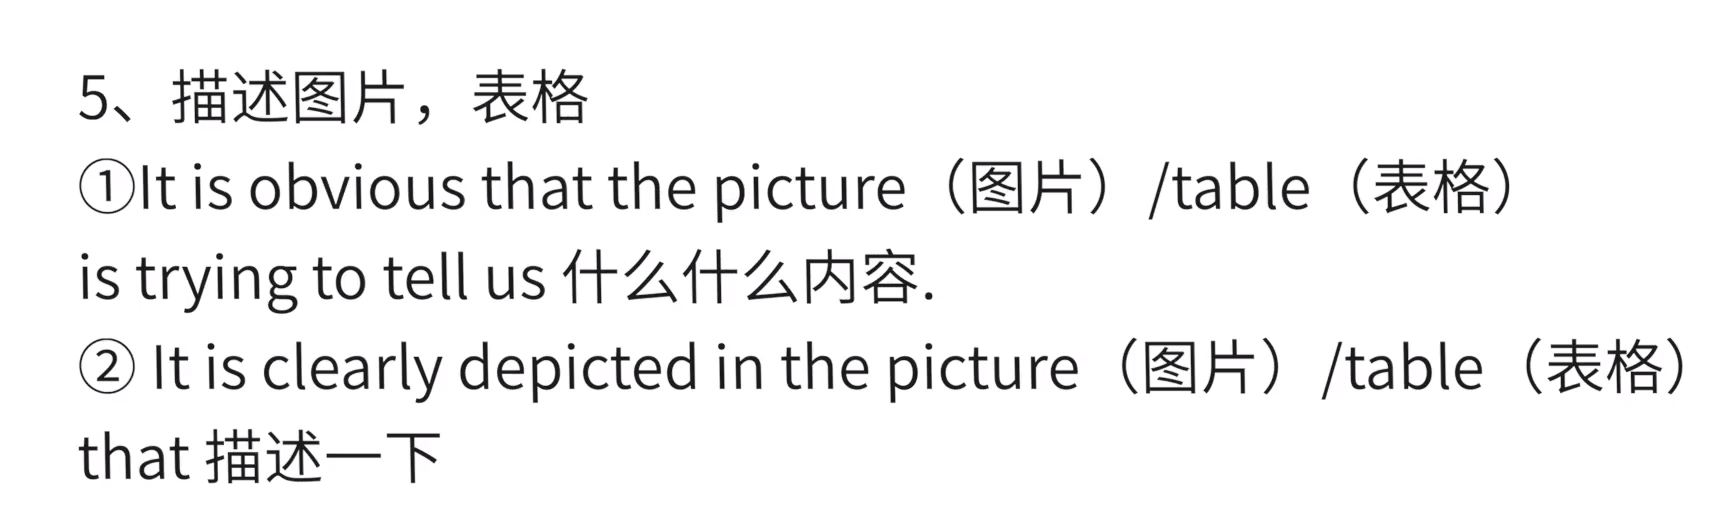 5、描述图片，表格
①It is obvious that the picture（图片）/table（表格）
is trying to tell us 什么什么内容.
② It is clearly depicted in the picture（图片）/table（表格）
that 描述一下